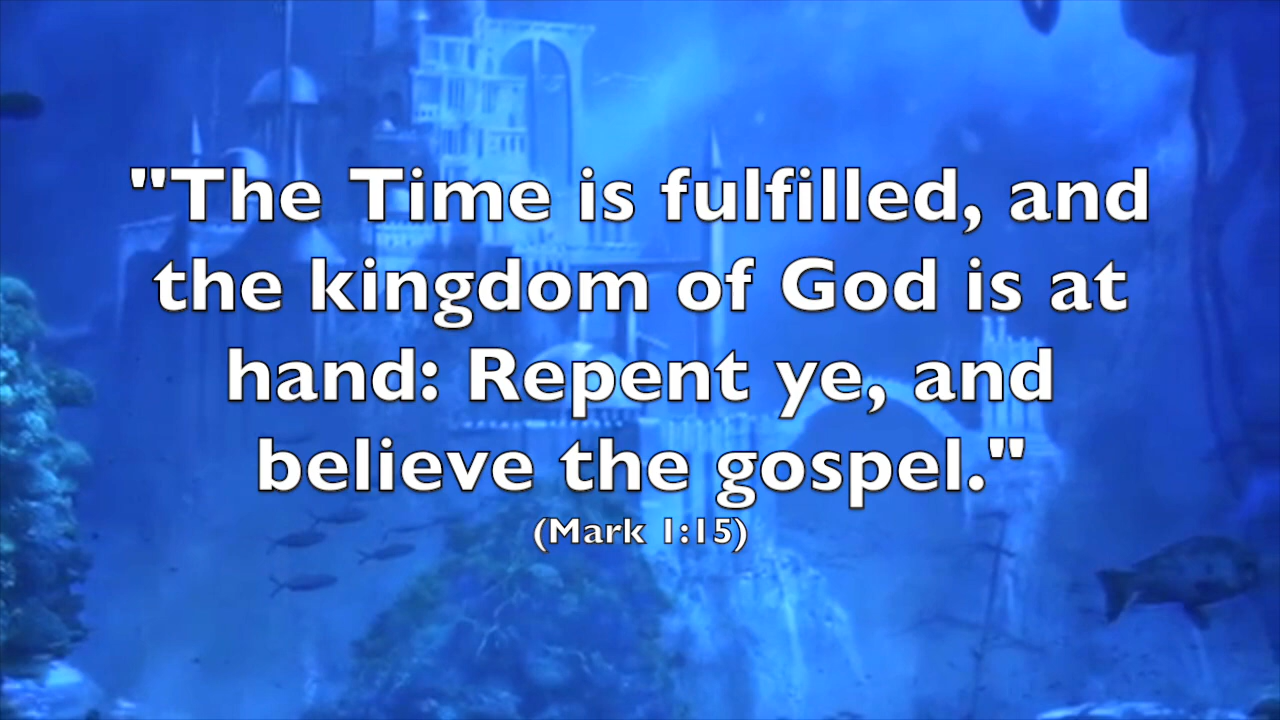 "The Time is fulfilled, and
the kingdom of God is at
hand: Repent ye, and
believe the gospel."
(Mark 1:15)